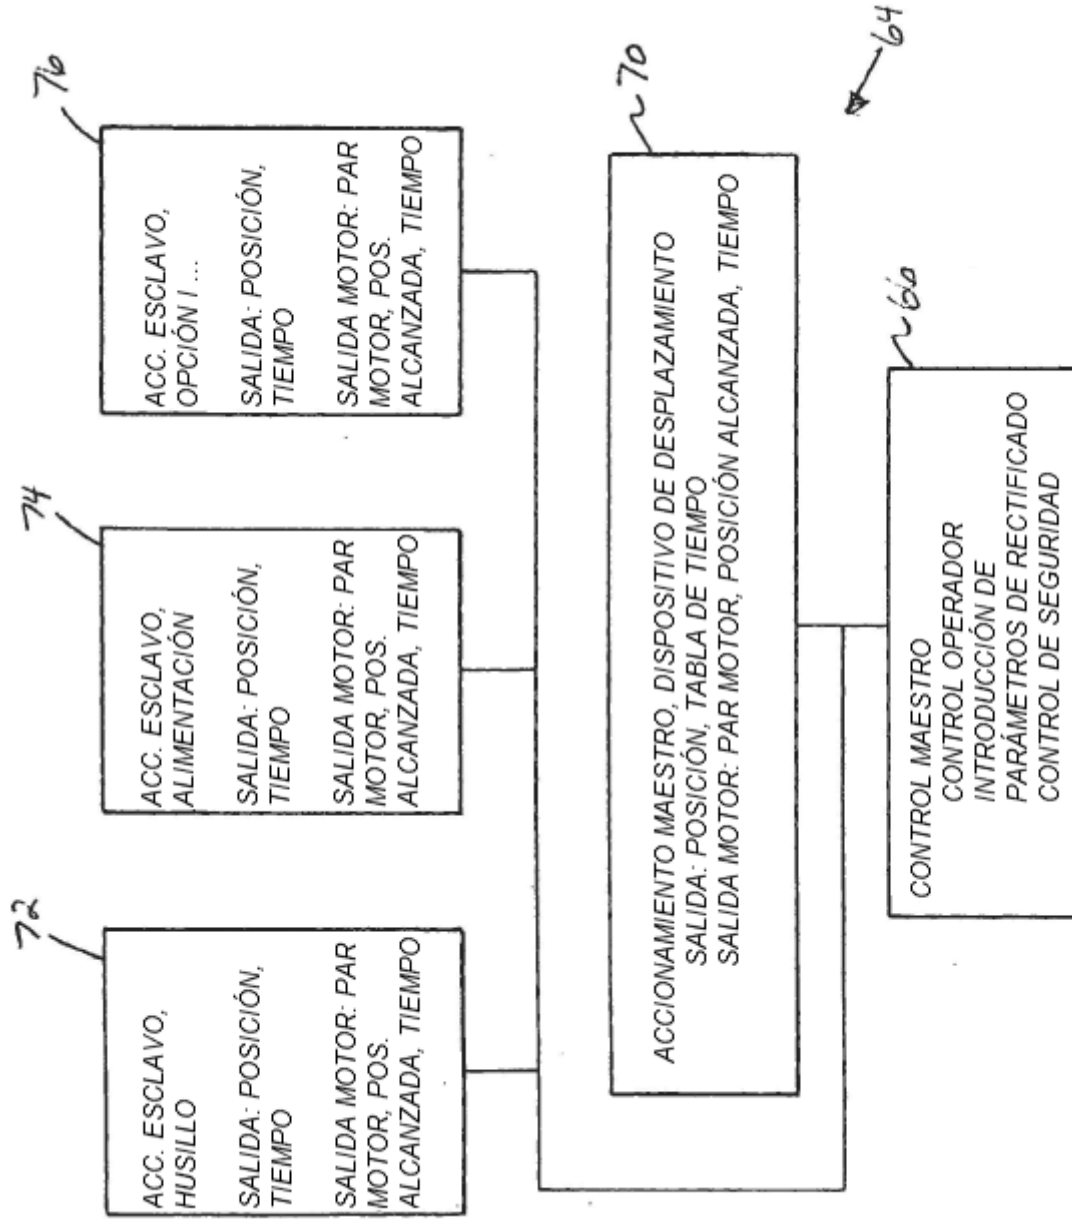 72
ACC. ESCLAVO,
HUSILLO
SALIDA: POSICIÓN,
TIEMPO
SALIDA MOTOR: PAR
MOTOR, POS.
ALCANZADA, TIEMPO
74
ACC. ESCLAVO,
ALIMENTACIÓN
SALIDA: POSICIÓN,
TIEMPO
SALIDA MOTOR: PAR
MOTOR, POS.
ALCANZADA, TIEMPO
76
ACC. ESCLAVO,
OPCIÓN I ...
SALIDA: POSICIÓN,
TIEMPO
SALIDA MOTOR: PAR
MOTOR, POS.
ALCANZADA, TIEMPO
70
ACCIONAMIENTO MAESTRO, DISPOSITIVO DE DESPLAZAMIENTO
SALIDA: POSICIÓN, TABLA DE TIEMPO
SALIDA MOTOR: PAR MOTOR, POSICIÓN ALCANZADA, TIEMPO
64
66
CONTROL MAESTRO
CONTROL OPERADOR
INTRODUCCIÓN DE
PARÁMETROS DE RECTIFICADO
CONTROL DE SEGURIDAD